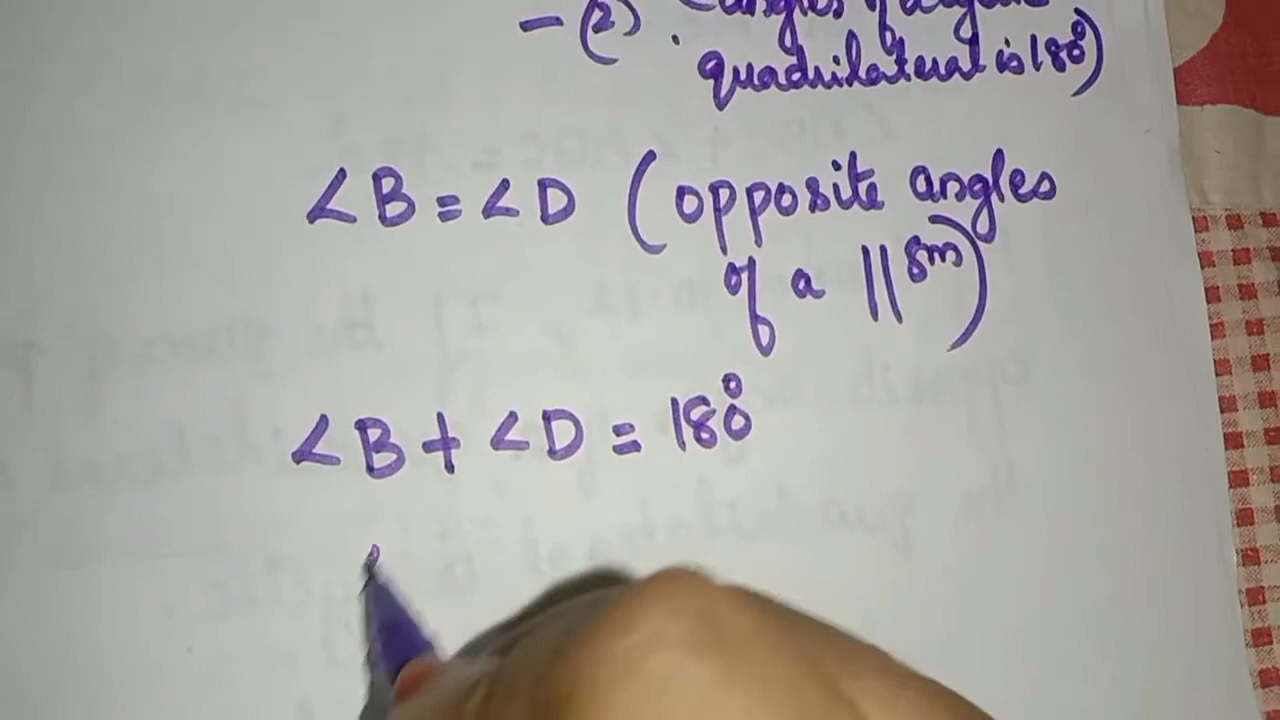 - (2)
quadrilateral is 180°)
∠B = ∠D (opposite angles
of a ||gm)
∠B + ∠D = 180°